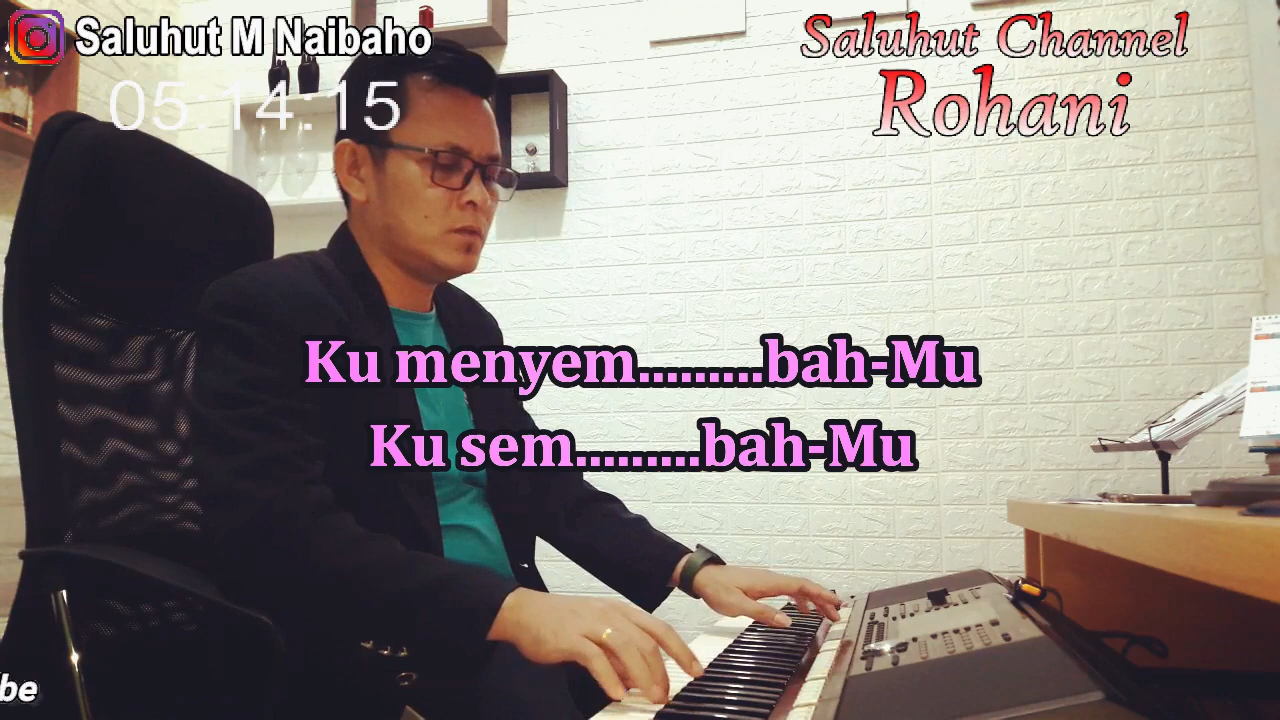 Saluhut M Naibaho
Saluhut Channel
Rohani
05:14:15
Ku menyem.........bah-Mu
Ku sem.........bah-Mu
be